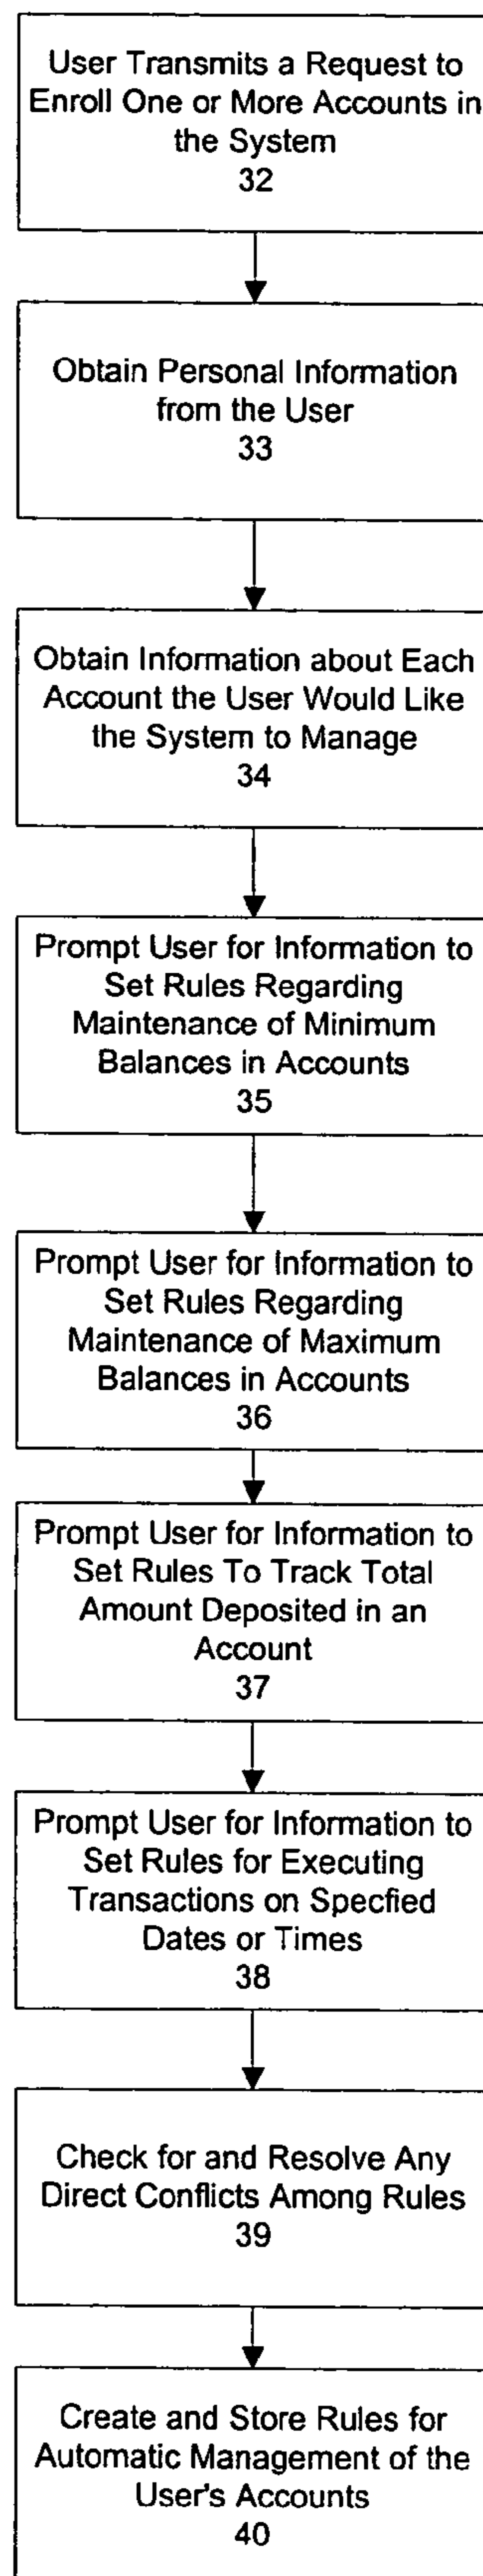 User Transmits a Request to
Enroll One or More Accounts in
the System
32
Obtain Personal Information
from the User
33
Obtain Information about Each
Account the User Would Like
the System to Manage
34
Prompt User for Information to
Set Rules Regarding
Maintenance of Minimum
Balances in Accounts
35
Prompt User for Information to
Set Rules Regarding
Maintenance of Maximum
Balances in Accounts
36
Prompt User for Information to
Set Rules To Track Total
Amount Deposited in an
Account
37
Prompt User for Information to
Set Rules for Executing
Transactions on Specfied
Dates or Times
38
Check for and Resolve Any
Direct Conflicts Among Rules
39
Create and Store Rules for
Automatic Management of the
User's Accounts
40